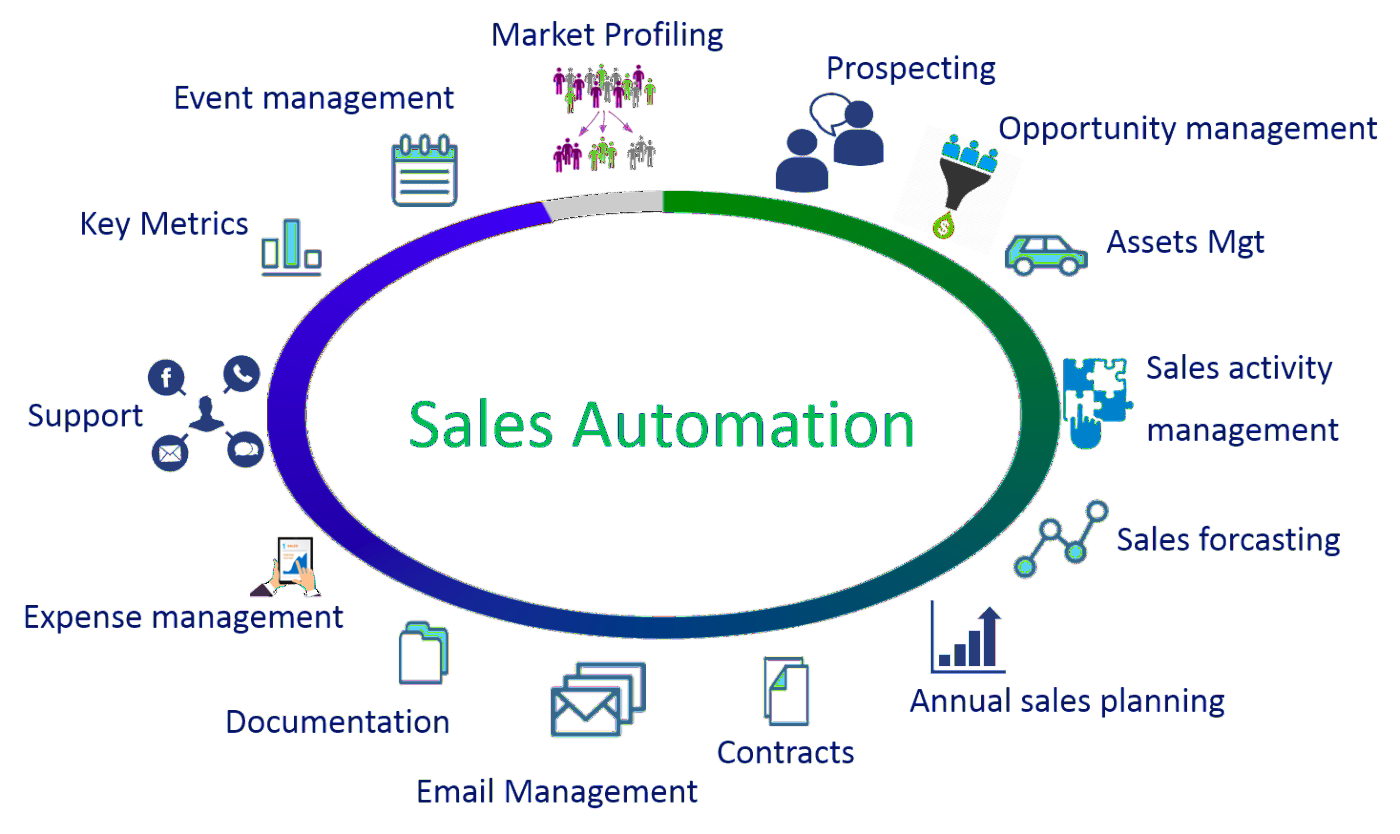 Market Profiling
Prospecting
Opportunity management
Assets Mgt
Sales activity
management
Sales forcasting
Annual sales planning
Contracts
Email Management
Documentation
Expense management
Support
Key Metrics
Event management
Sales Automation
$
f